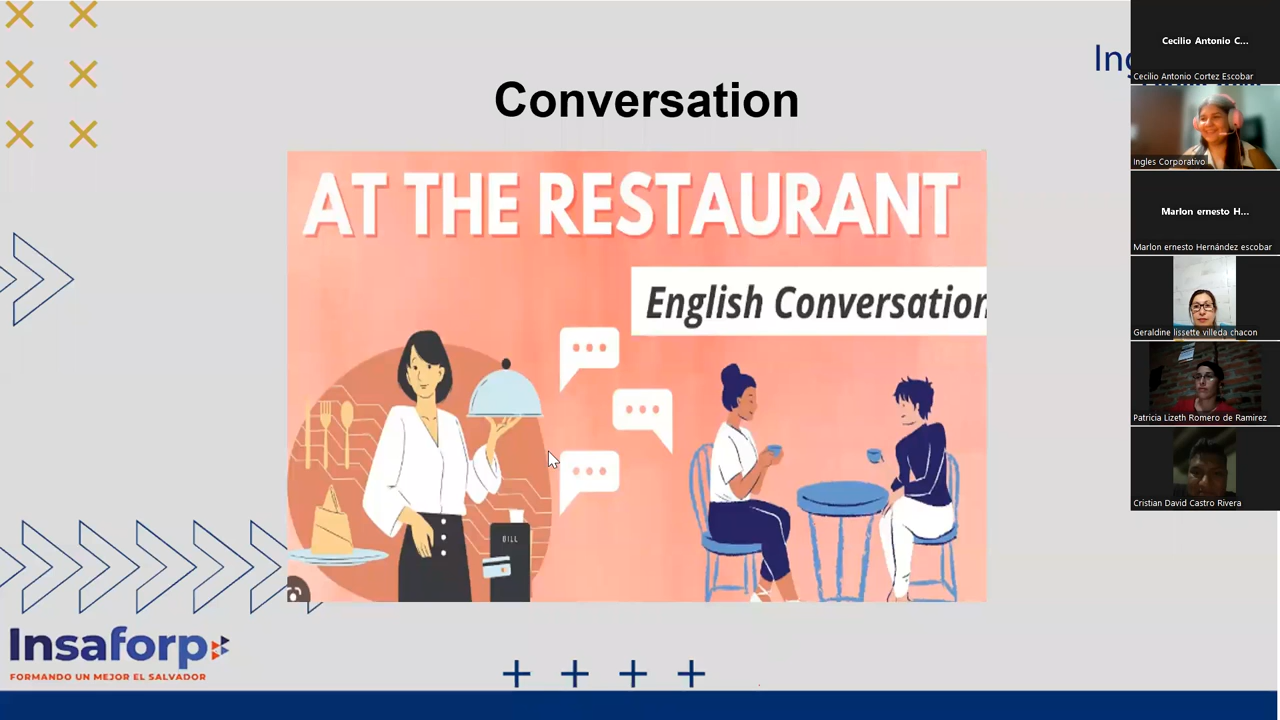 Conversation
AT THE RESTAURANT
English Conversation
BILL
Insaforp
FORMANDO UN MEJOR EL SALVADOR
Cecilio Antonio C...
Cecilio Antonio Cortez Escobar
Ingles Corporativo
Marlon ernesto H...
Marlon ernesto Hernández escobar
Geraldine lissette villeda chacon
Patricia Lizeth Romero de Ramirez
Cristian David Castro Rivera